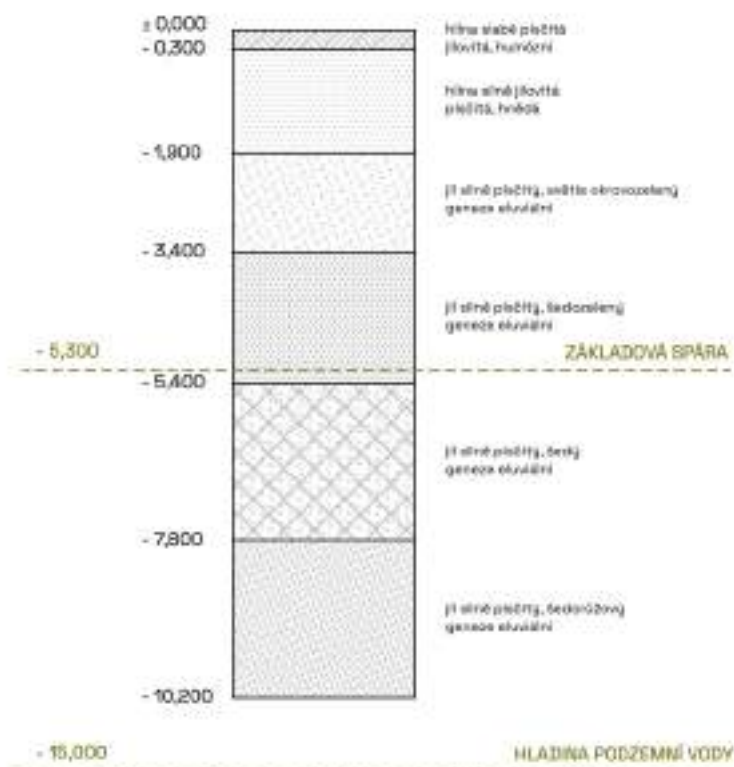 ± 0,000
- 0,300
hlína slabě písčitá
jílovitá, humózní
hlína silně jílovitá
písčitá, hnědá
- 1,900
jíl silně písčitý, světle okrovozelený
geneze eluviální
- 3,400
jíl silně písčitý, šedozelený
geneze eluviální
- 5,300
ZÁKLADOVÁ SPÁRA
- 5,400
jíl silně písčitý, šedý
geneze eluviální
- 7,800
jíl silně písčitý, šedorůžový
geneze eluviální
- 10,200
- 15,000
HLADINA PODZEMNÍ VODY